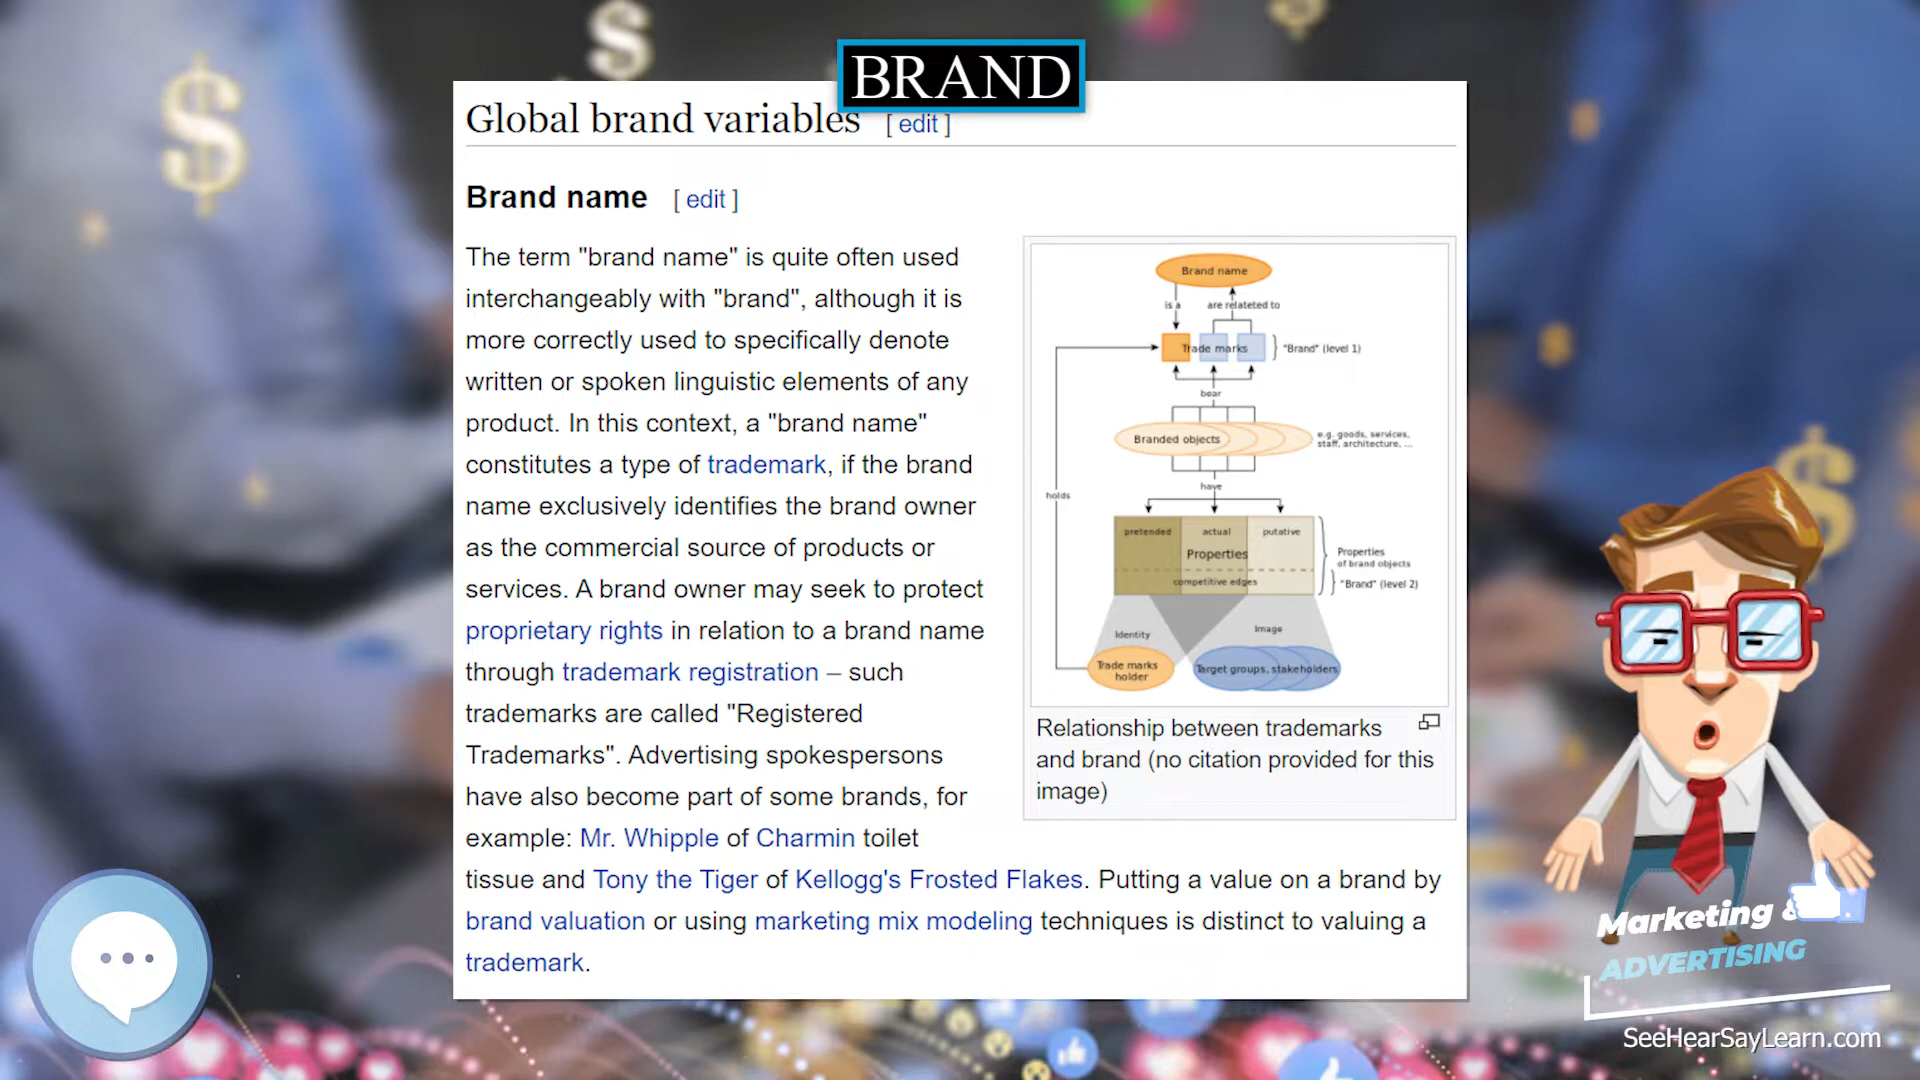 BRAND
Global brand variables [ edit ]
Brand name [ edit ]
The term "brand name" is quite often used
interchangeably with "brand", although it is
more correctly used to specifically denote
written or spoken linguistic elements of any
product. In this context, a "brand name"
constitutes a type of trademark, if the brand
name exclusively identifies the brand owner
as the commercial source of products or
services. A brand owner may seek to protect
proprietary rights in relation to a brand name
through trademark registration – such
trademarks are called "Registered
Trademarks". Advertising spokespersons
have also become part of some brands, for
example: Mr. Whipple of Charmin toilet
tissue and Tony the Tiger of Kellogg's Frosted Flakes. Putting a value on a brand by
brand valuation or using marketing mix modeling techniques is distinct to valuing a
trademark.
Brand name
is a are relateted to
Trade marks "Brand" (level 1)
bear
Branded objects
e.g. goods, services,
staff, architecture, ...
holds
have
pretended actual putative
Properties
competitive edges
Properties
of brand objects
"Brand" (level 2)
Identity Image
Trade marks
holder
Target groups, stakeholders
Relationship between trademarks
and brand (no citation provided for this
image)
Marketing &
ADVERTISING
SeeHearSayLearn.com